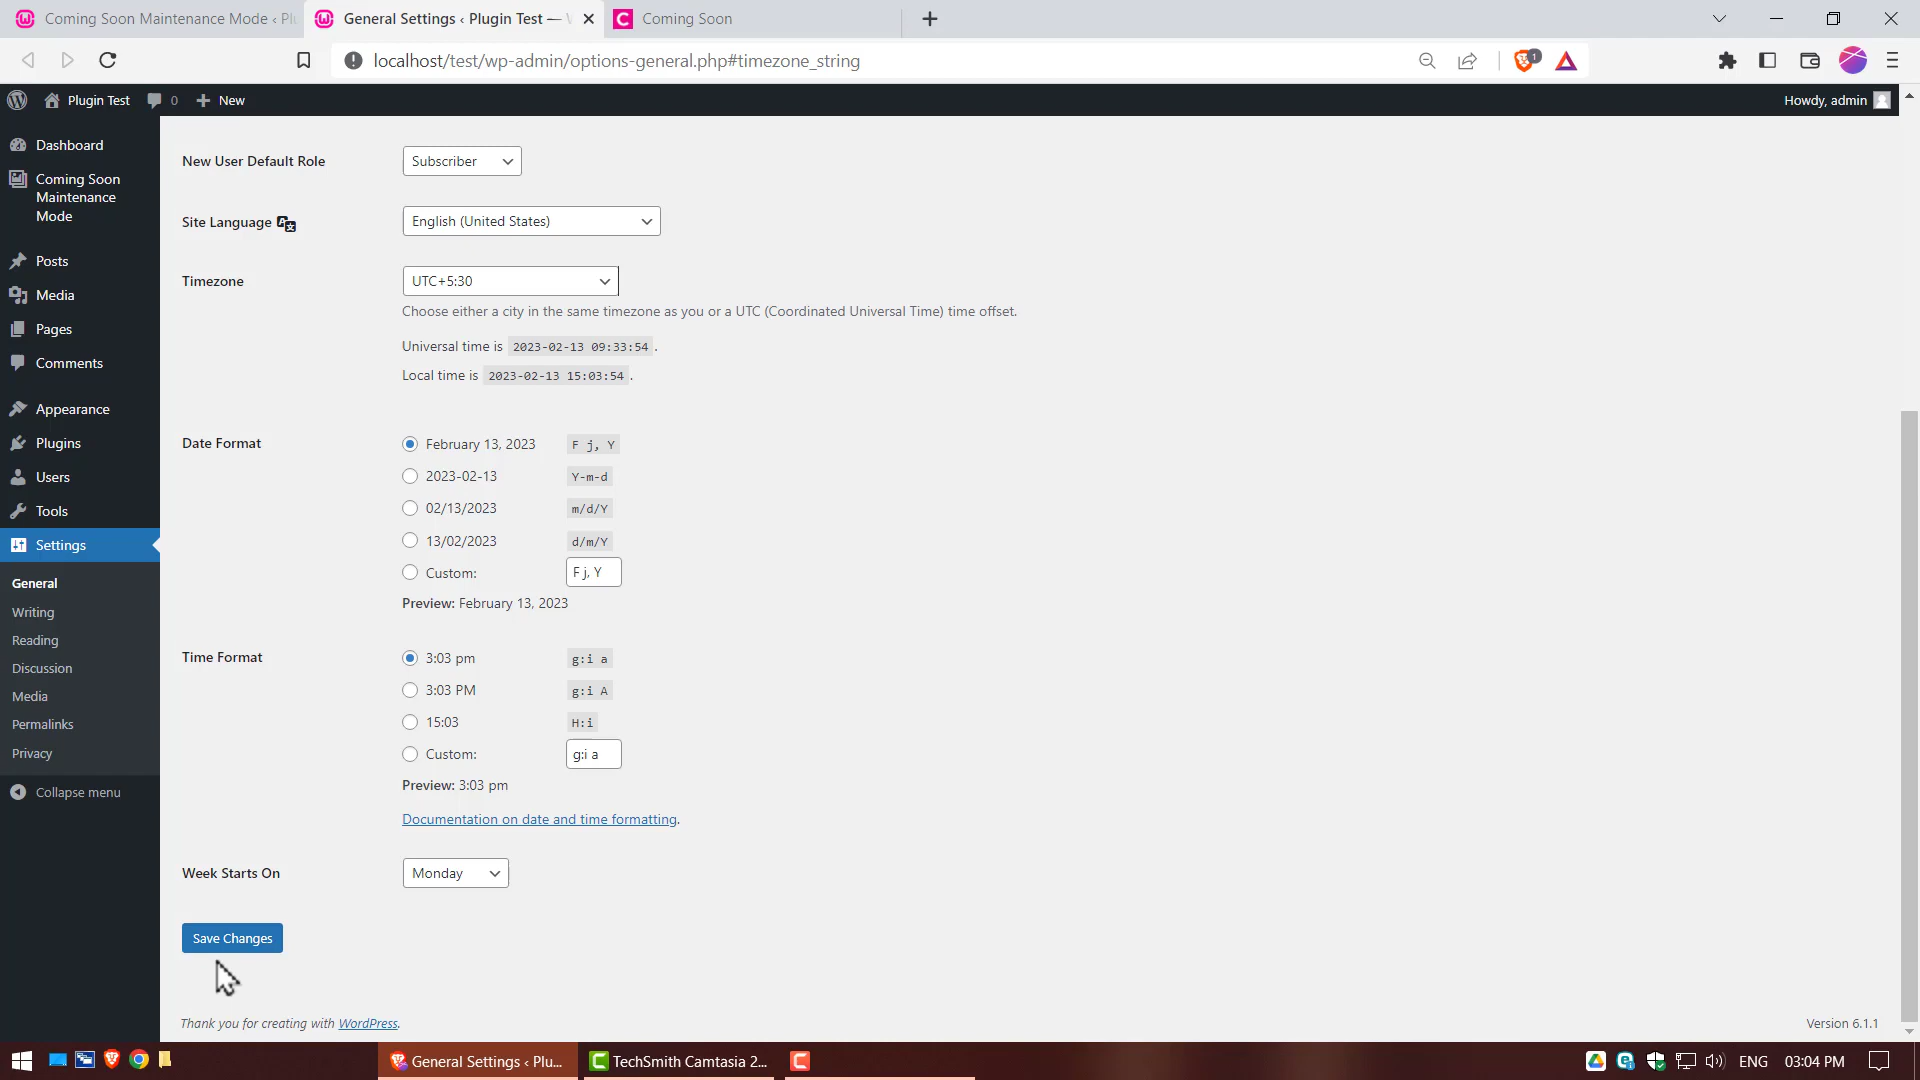 Coming Soon Maintenance Mode ‹ Plu
General Settings ‹ Plugin Test — W
Coming Soon
localhost/test/wp-admin/options-general.php#timezone_string
1
Plugin Test
0
New
Howdy, admin
Dashboard
Coming Soon
Maintenance
Mode
Posts
Media
Pages
Comments
Appearance
Plugins
Users
Tools
Settings
General
Writing
Reading
Discussion
Media
Permalinks
Privacy
Collapse menu
New User Default Role
Subscriber
Site Language
English (United States)
Timezone
UTC+5:30
Choose either a city in the same timezone as you or a UTC (Coordinated Universal Time) time offset.
Universal time is 2023-02-13 09:33:54 .
Local time is 2023-02-13 15:03:54 .
Date Format
February 13, 2023 F j, Y
2023-02-13 Y-m-d
02/13/2023 m/d/Y
13/02/2023 d/m/Y
Custom: F j, Y
Preview: February 13, 2023
Time Format
3:03 pm g:i a
3:03 PM g:i A
15:03 H:i
Custom: g:i a
Preview: 3:03 pm
Documentation on date and time formatting.
Week Starts On
Monday
Save Changes
Thank you for creating with WordPress.
Version 6.1.1
General Settings ‹ Plu...
TechSmith Camtasia 2...
ENG
03:04 PM